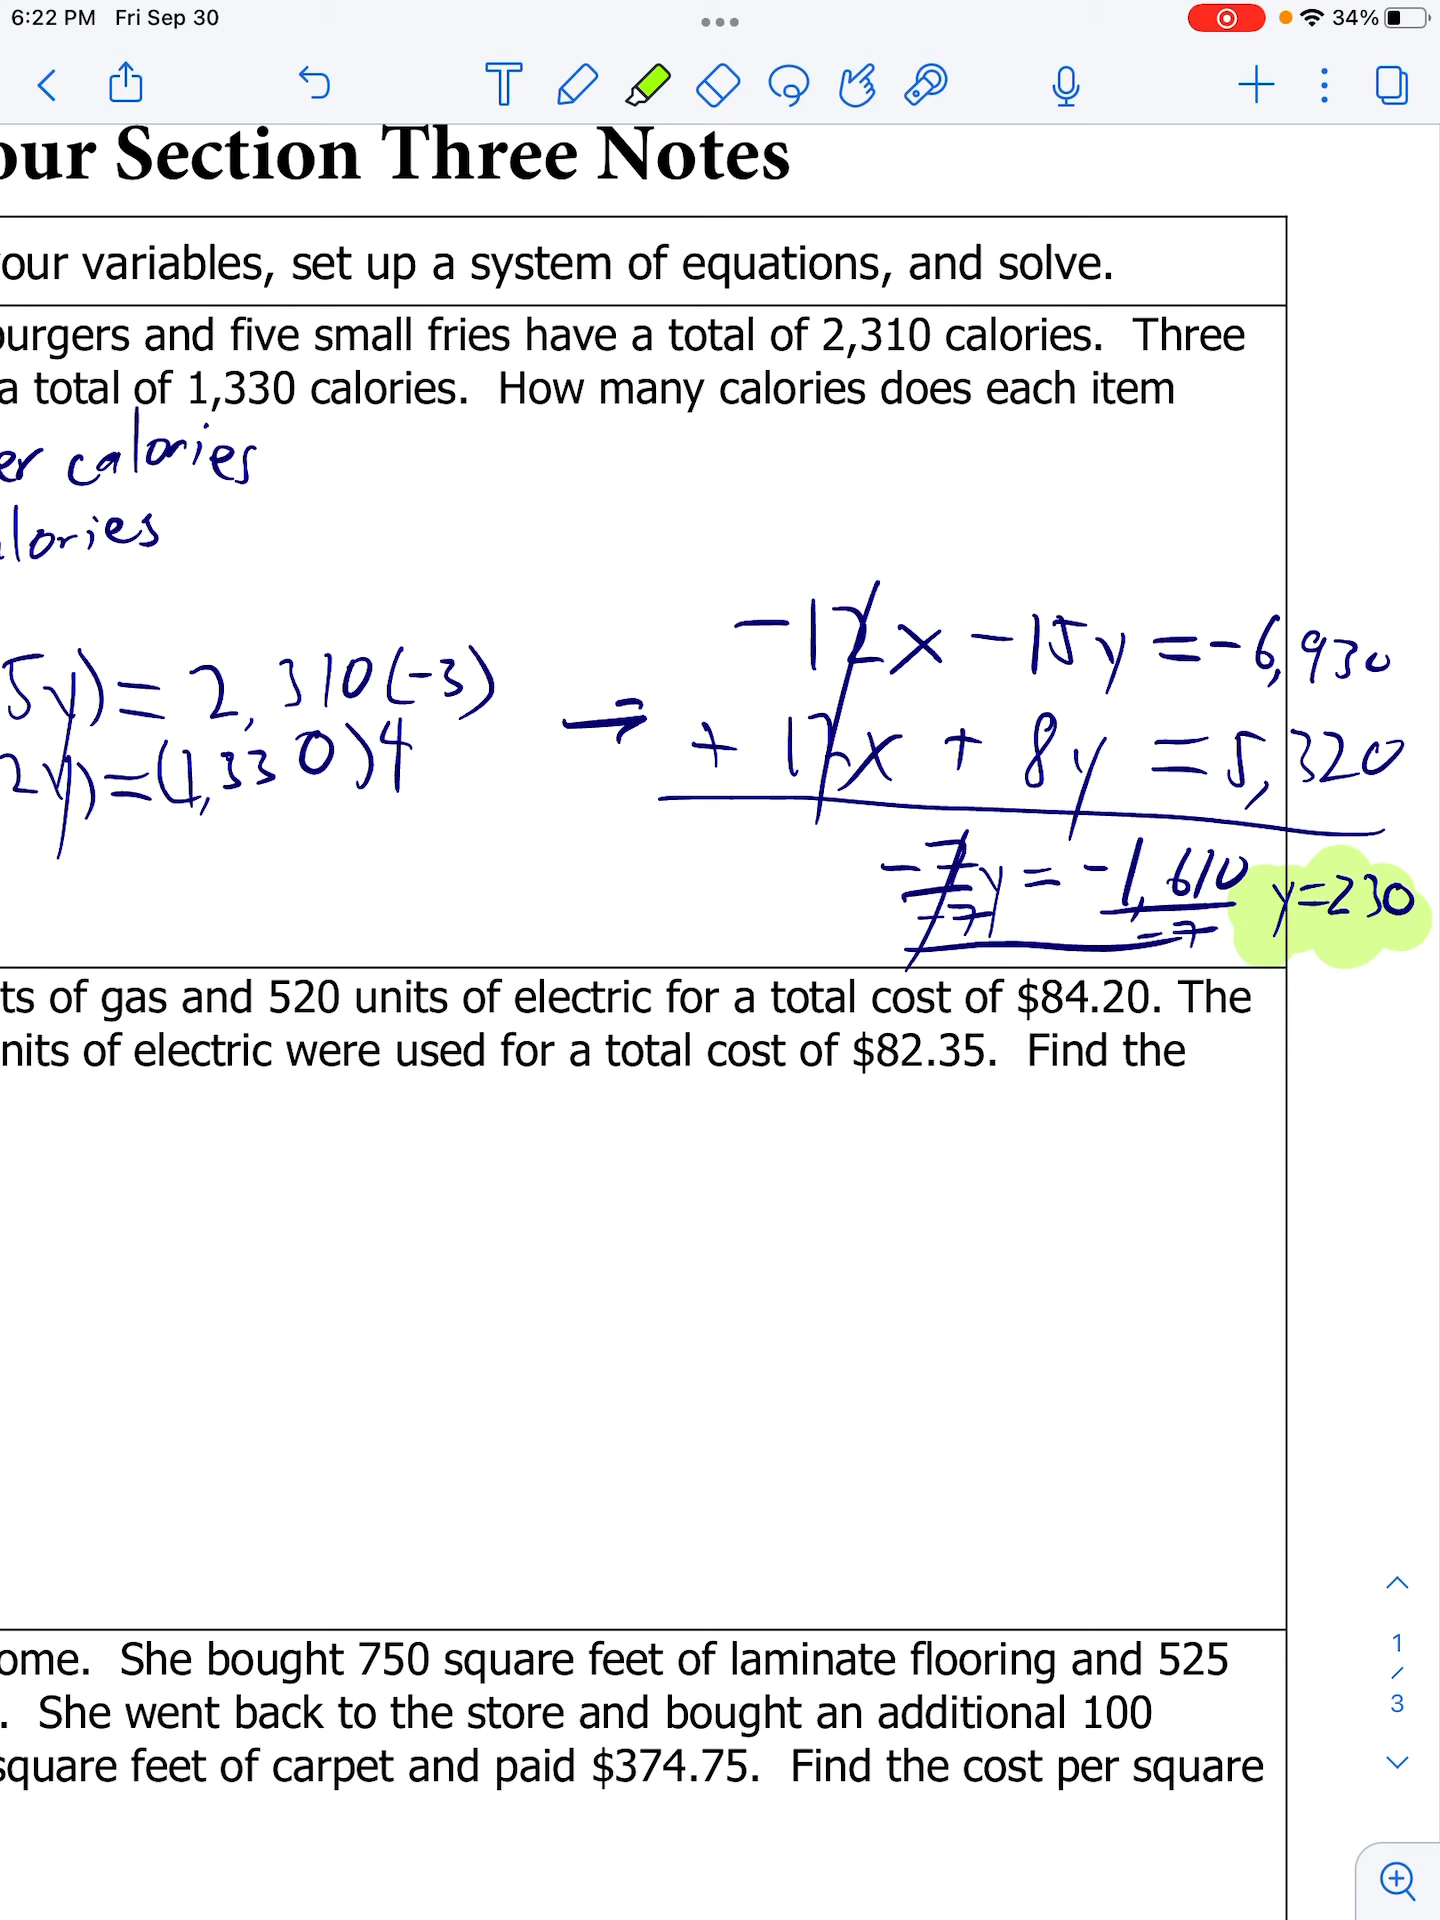 6:22 PM Fri Sep 30
34%
our Section Three Notes
our variables, set up a system of equations, and solve.
burgers and five small fries have a total of 2,310 calories. Three
a total of 1,330 calories. How many calories does each item
er calories
lories
-12x - 15y = -6,930
5y) = 2,310(-3)
+ 12x + 8y = 5,320
2y) = (1,330)4
-7y = -1,610 y=230
-7 -7
ts of gas and 520 units of electric for a total cost of $84.20. The
nits of electric were used for a total cost of $82.35. Find the
ome. She bought 750 square feet of laminate flooring and 525
. She went back to the store and bought an additional 100
square feet of carpet and paid $374.75. Find the cost per square
1
/
3